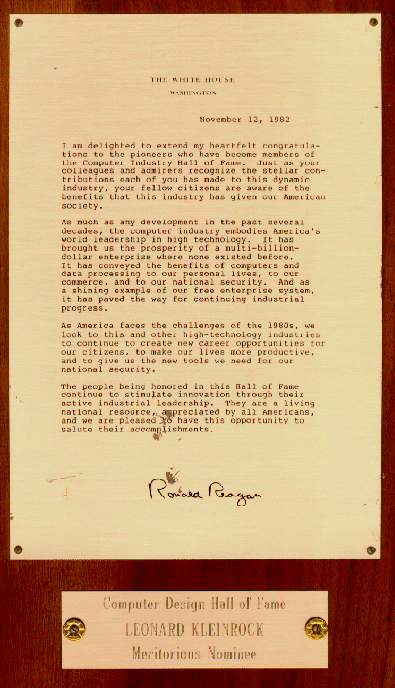 THE WHITE HOUSE
WASHINGTON
November 12, 1982
I am delighted to extend my heartfelt congratula-
tions to the pioneers who have become members of
the Computer Industry Hall of Fame. Just as your
colleagues and admirers recognize the stellar con-
tributions each of you has made to this dynamic
industry, your fellow citizens are aware of the
benefits that this industry has given our American
society.
As much as any development in the past several
decades, the computer industry embodies America's
world leadership in high technology. It has
brought us the prosperity of a multi-billion-
dollar enterprise where none existed before.
It has conveyed the benefits of computers and
data processing to our personal lives, to our
commerce, and to our national security. And as
a shining example of our free enterprise system,
it has paved the way for continuing industrial
progress.
As America faces the challenges of the 1980s, we
look to this and other high-technology industries
to continue to create new career opportunities for
our citizens, to make our lives more productive,
and to give us the new tools we need for our
national security.
The people being honored in this Hall of Fame
continue to stimulate innovation through their
active industrial leadership. They are a living
national resource, appreciated by all Americans,
and we are pleased to have this opportunity to
salute their accomplishments.
Ronald Reagan
Computer Design Hall of Fame
LEONARD KLEINROCK
Meritorious Nominee